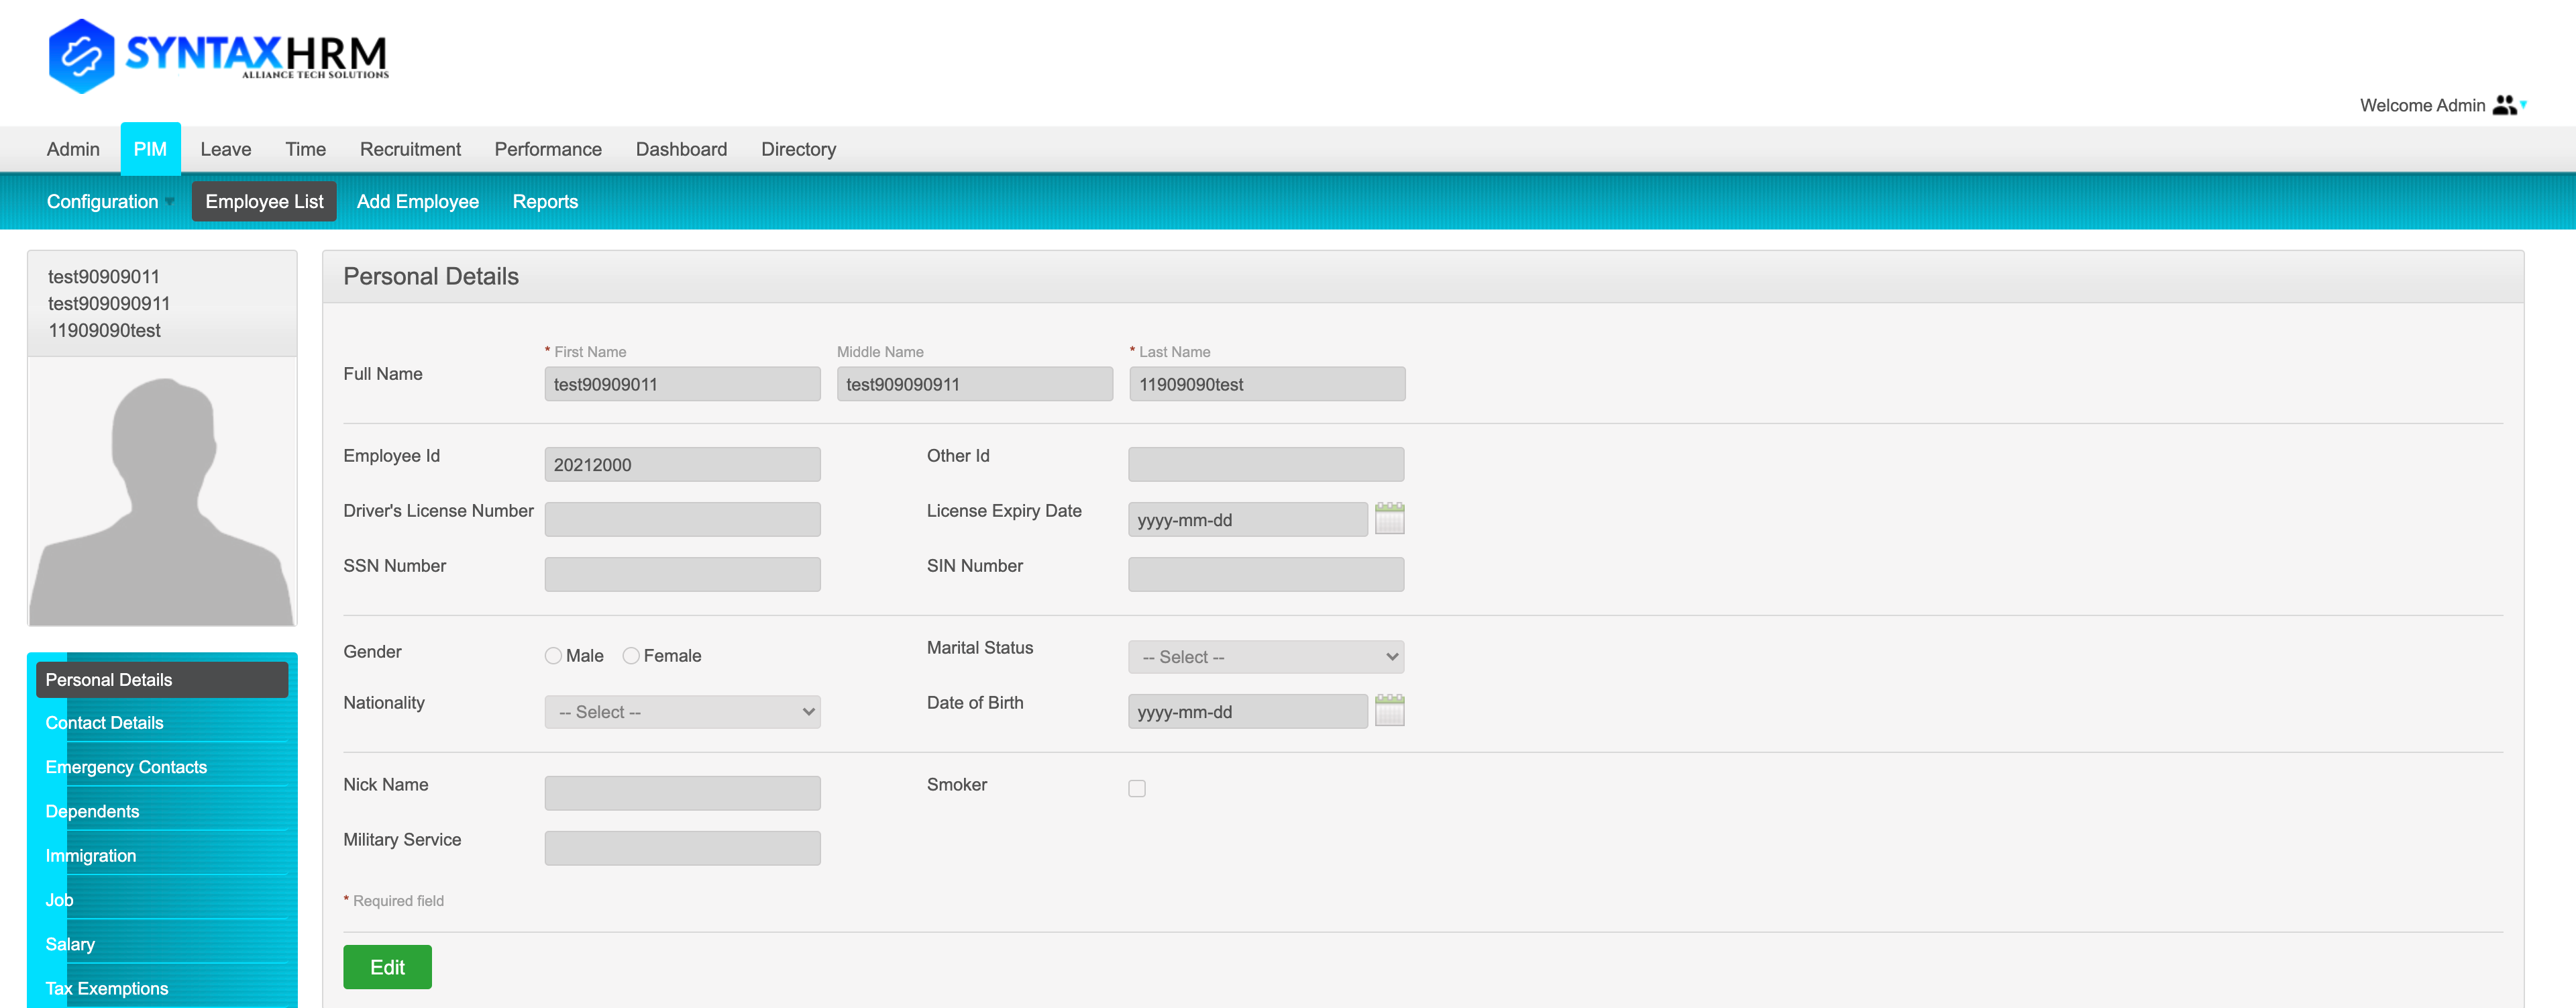 SYNTAXHRM
ALLIANCE TECH SOLUTIONS
Welcome Admin
Admin PIM Leave Time Recruitment Performance Dashboard Directory
Configuration Employee List Add Employee Reports
test90909011
test909090911
11909090test
Personal Details
* First Name Middle Name * Last Name
Full Name test90909011 test909090911 11909090test
Employee Id 20212000 Other Id
Driver's License Number License Expiry Date yyyy-mm-dd
SSN Number SIN Number
Gender Male Female Marital Status -- Select --
Nationality -- Select -- Date of Birth yyyy-mm-dd
Nick Name Smoker
Military Service
* Required field
Edit
Personal Details
Contact Details
Emergency Contacts
Dependents
Immigration
Job
Salary
Tax Exemptions